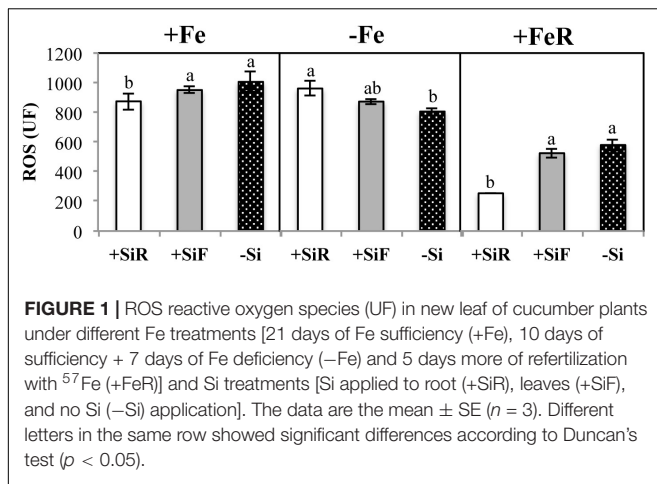 +Fe -Fe +FeR
1200
1000
800
600
400
200
0
ROS (UF)
b a a a ab b b a a
+SiR +SiF -Si +SiR +SiF -Si +SiR +SiF -Si
FIGURE 1 | ROS reactive oxygen species (UF) in new leaf of cucumber plants
under different Fe treatments [21 days of Fe sufficiency (+Fe), 10 days of
sufficiency + 7 days of Fe deficiency (−Fe) and 5 days more of refertilization
with ⁵⁷Fe (+FeR)] and Si treatments [Si applied to root (+SiR), leaves (+SiF),
and no Si (−Si) application]. The data are the mean ± SE (n = 3). Different
letters in the same row showed significant differences according to Duncan's
test (p < 0.05).